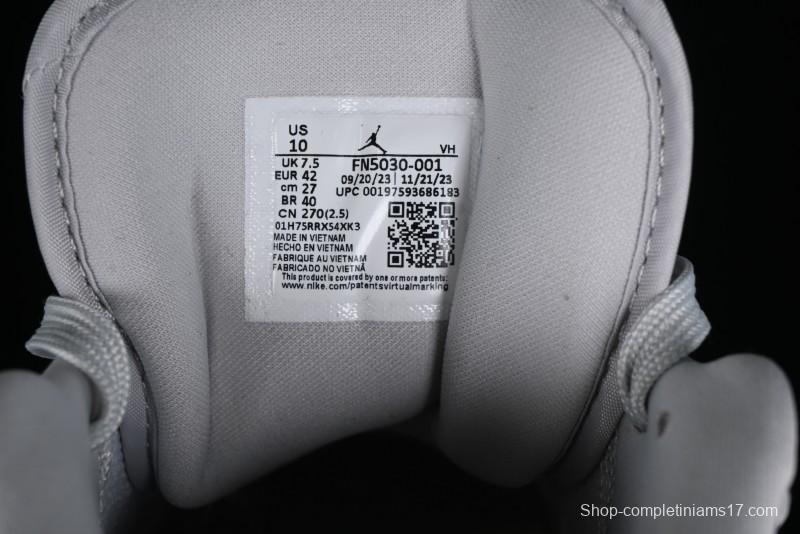 US
10
VH
UK 7.5
FN5030-001
EUR 42
09/20/23 | 11/21/23
cm 27
UPC 00197593686183
BR 40
CN 270(2.5)
01H75RRX54XK3
MADE IN VIETNAM
HECHO EN VIETNAM
FABRIQUE AU VIETNAM
FABRICADO NO VIETNÃ
This product is covered by one or more patents:
www.nike.com/patentsvirtualmarking
Shop-completiniams17.com